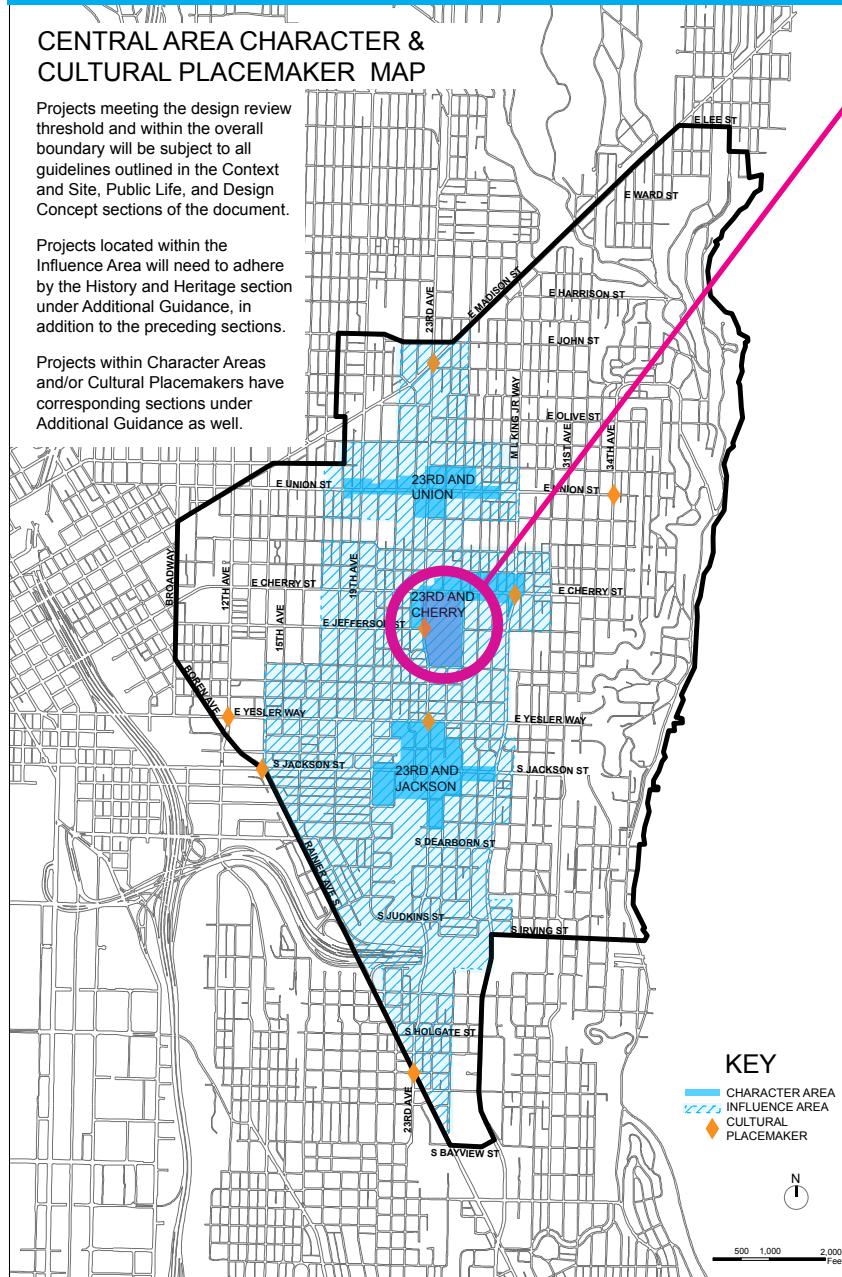 CENTRAL AREA CHARACTER &
CULTURAL PLACEMAKER MAP
Projects meeting the design review
threshold and within the overall
boundary will be subject to all
guidelines outlined in the Context
and Site, Public Life, and Design
Concept sections of the document.
Projects located within the
Influence Area will need to adhere
by the History and Heritage section
under Additional Guidance, in
addition to the preceding sections.
Projects within Character Areas
and/or Cultural Placemakers have
corresponding sections under
Additional Guidance as well.
E LEE ST
E WARD ST
E MADISON ST
23RD AVE
E HARRISON ST
E JOHN ST
M L KING JR WAY
E OLIVE ST
31ST AVE
34TH AVE
E UNION ST
23RD AND
UNION
E UNION ST
BROADWAY
12TH AVE
E CHERRY ST
15TH AVE
19TH AVE
23RD AND
CHERRY
E CHERRY ST
E JEFFERSON ST
BOREN AVE
E YESLER WAY
E YESLER WAY
S JACKSON ST
23RD AND
JACKSON
S JACKSON ST
S DEARBORN ST
RAINIER AVE S
S JUDKINS ST
S IRVING ST
S HOLGATE ST
23RD AVE
S BAYVIEW ST
KEY
CHARACTER AREA
INFLUENCE AREA
CULTURAL
PLACEMAKER
N
500 1,000 2,000
Feet